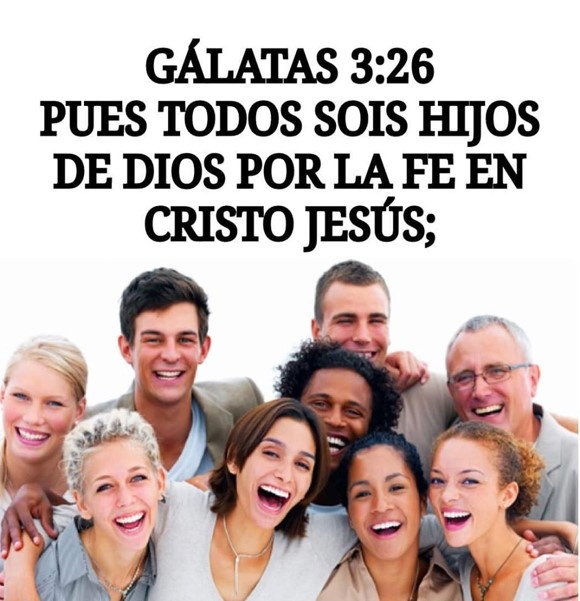 GÁLATAS 3:26
PUES TODOS SOIS HIJOS
DE DIOS POR LA FE EN
CRISTO JESÚS;